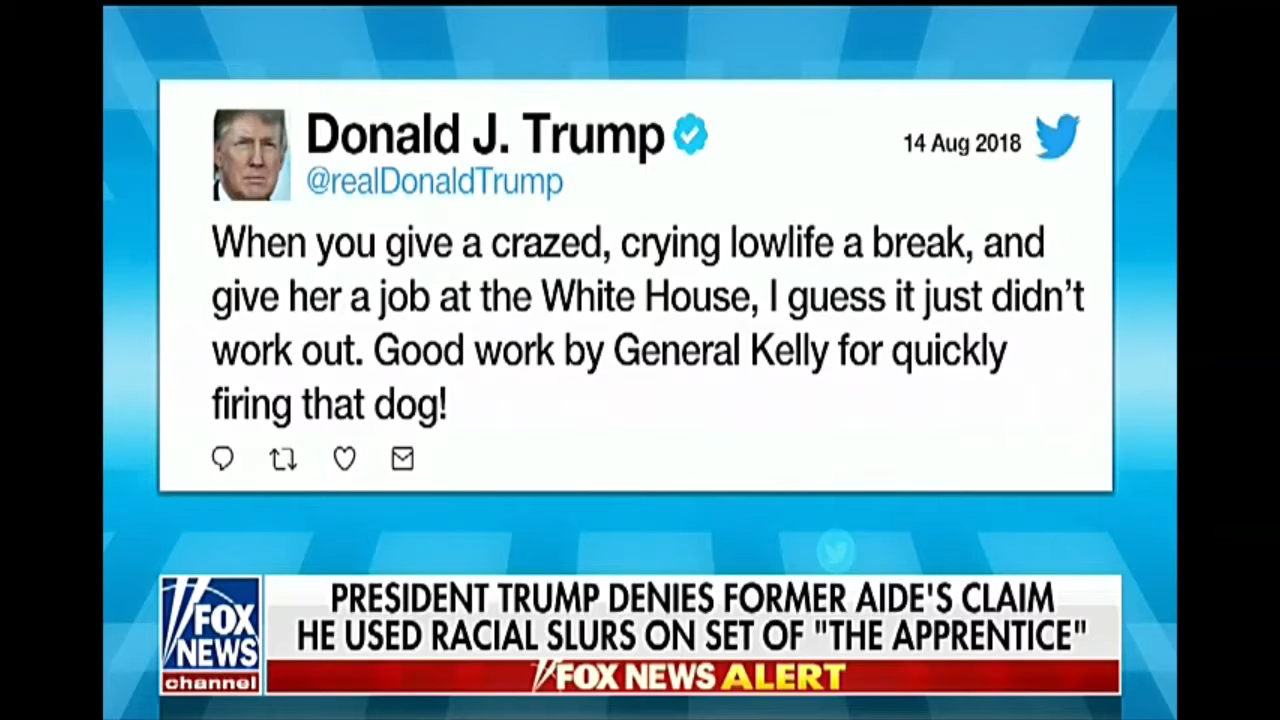 Donald J. Trump
14 Aug 2018
@realDonaldTrump
When you give a crazed, crying lowlife a break, and
give her a job at the White House, I guess it just didn’t
work out. Good work by General Kelly for quickly
firing that dog!
FOX
NEWS
channel
PRESIDENT TRUMP DENIES FORMER AIDE'S CLAIM
HE USED RACIAL SLURS ON SET OF "THE APPRENTICE"
FOX NEWS ALERT